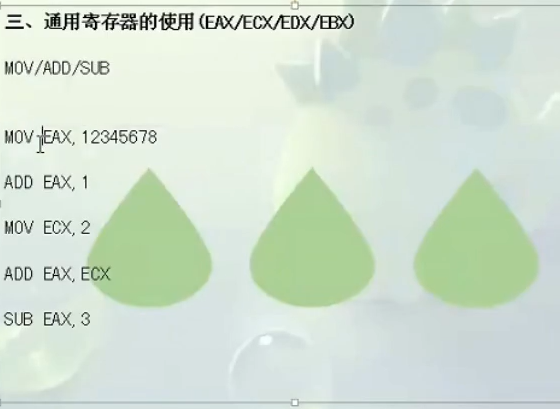 三、通用寄存器的使用(EAX/ECX/EDX/EBX)
MOV/ADD/SUB
MOV EAX, 12345678
ADD EAX, 1
MOV ECX, 2
ADD EAX, ECX
SUB EAX, 3